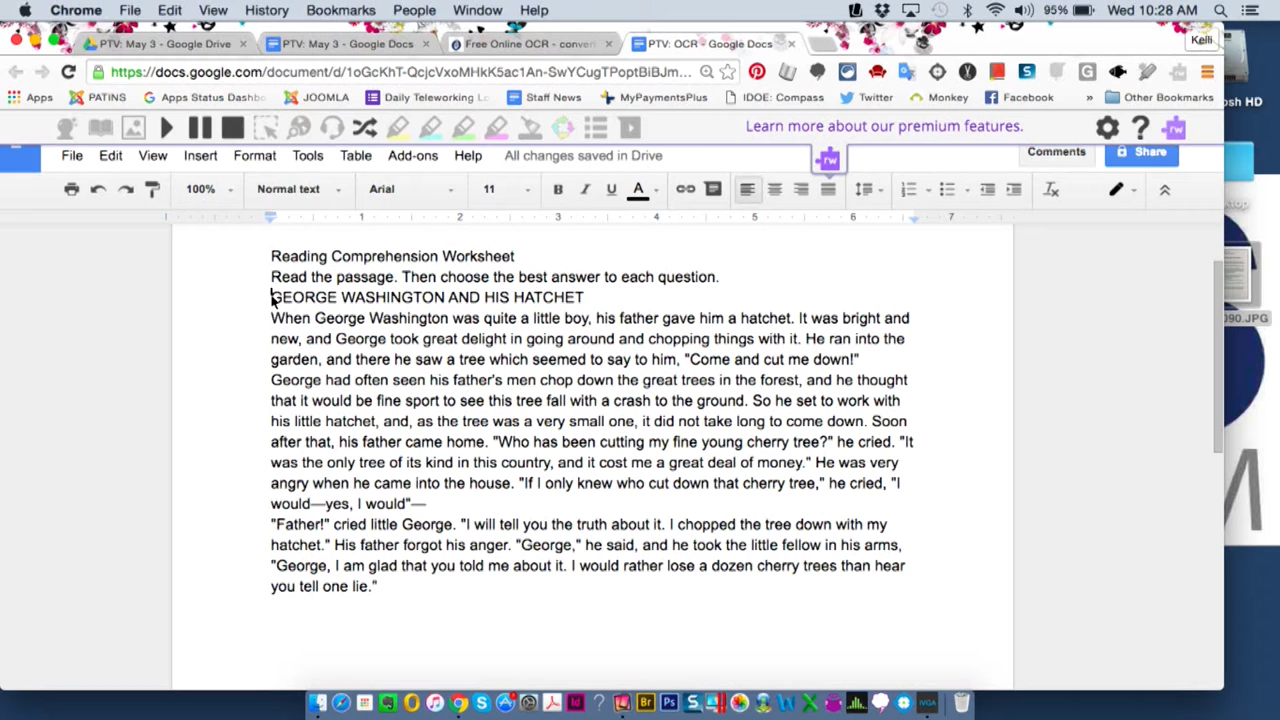 Chrome File Edit View History Bookmarks People Window Help 95% Wed 10:28 AM
PTV: May 3 - Google Drive PTV: May 3 - Google Docs Free Online OCR - conver PTV: OCR - Google Docs Kelli
https://docs.google.com/document/d/1oGcKhT-QcjcVxoMHkK5ac1An-SwYCugTPoptBiBJm...
Apps PATINS Apps Status Dashbo JOOMLA Daily Teleworking Lo Staff News MyPaymentsPlus IDOE: Compass Twitter Monkey Facebook » Other Bookmarks
Learn more about our premium features. rw
File Edit View Insert Format Tools Table Add-ons Help All changes saved in Drive rw Comments Share
100% Normal text Arial 11 B I U A
1 2 3 4 5 6 7
Reading Comprehension Worksheet
Read the passage. Then choose the best answer to each question.
GEORGE WASHINGTON AND HIS HATCHET
When George Washington was quite a little boy, his father gave him a hatchet. It was bright and
new, and George took great delight in going around and chopping things with it. He ran into the
garden, and there he saw a tree which seemed to say to him, "Come and cut me down!"
George had often seen his father's men chop down the great trees in the forest, and he thought
that it would be fine sport to see this tree fall with a crash to the ground. So he set to work with
his little hatchet, and, as the tree was a very small one, it did not take long to come down. Soon
after that, his father came home. "Who has been cutting my fine young cherry tree?" he cried. "It
was the only tree of its kind in this country, and it cost me a great deal of money." He was very
angry when he came into the house. "If I only knew who cut down that cherry tree," he cried, "I
would—yes, I would"—
"Father!" cried little George. "I will tell you the truth about it. I chopped the tree down with my
hatchet." His father forgot his anger. "George," he said, and he took the little fellow in his arms,
"George, I am glad that you told me about it. I would rather lose a dozen cherry trees than hear
you tell one lie."
090.JPG